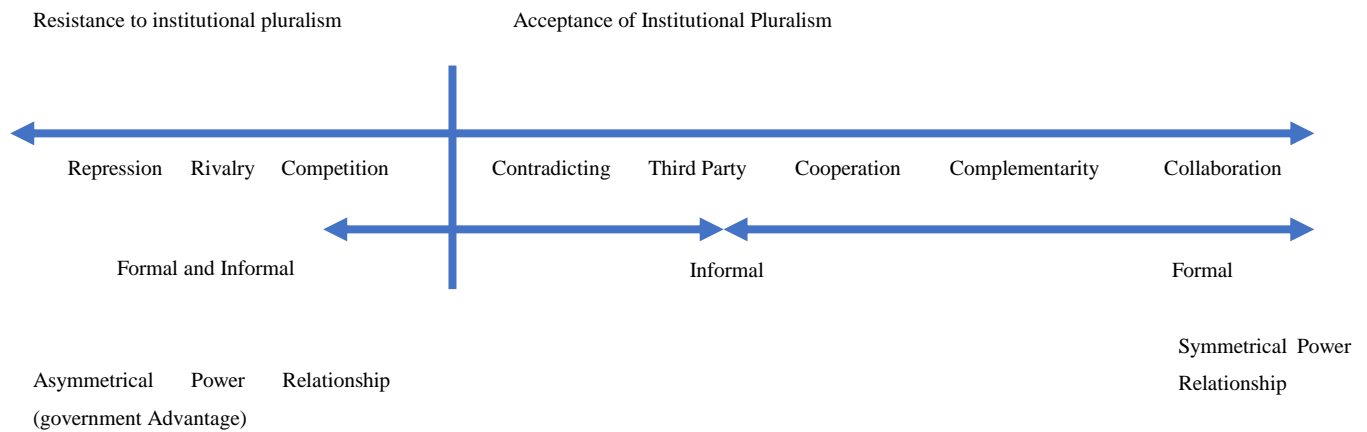 Resistance to institutional pluralism
Acceptance of Institutional Pluralism
Repression Rivalry Competition Contradicting Third Party Cooperation Complementarity Collaboration
Formal and Informal
Informal
Formal
Asymmetrical Power Relationship
(government Advantage)
Symmetrical Power
Relationship